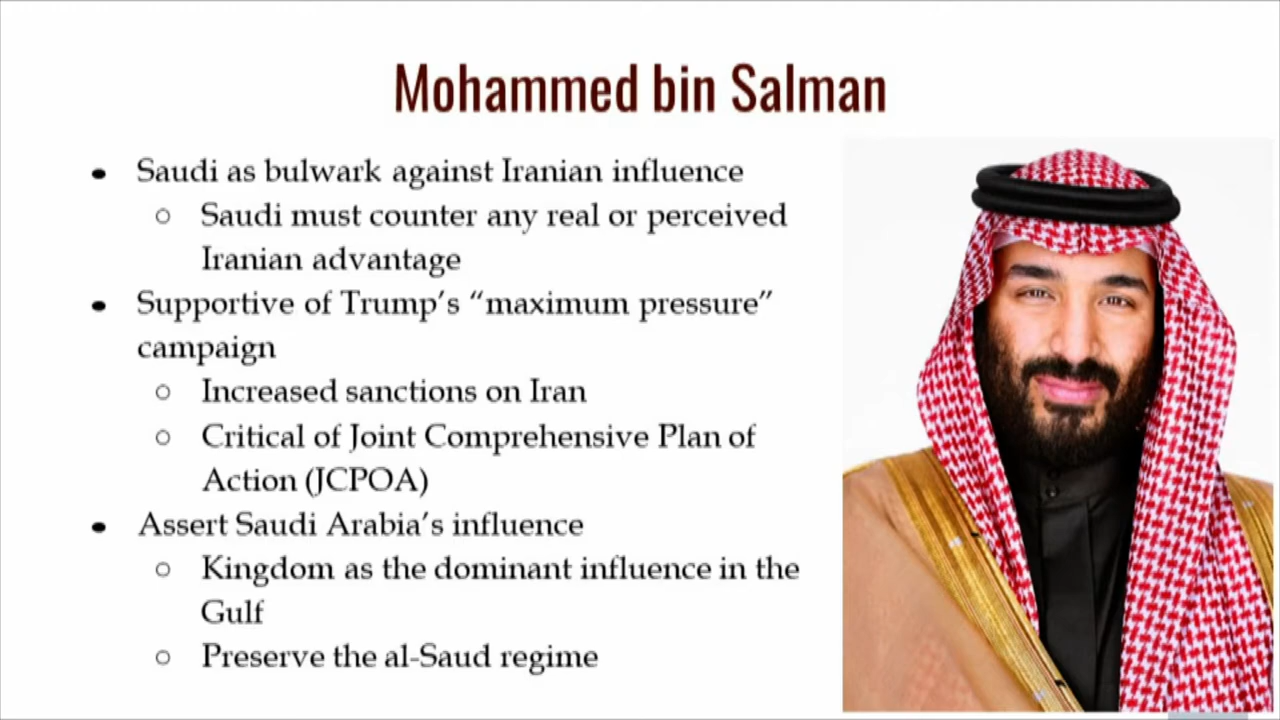 Mohammed bin Salman
• Saudi as bulwark against Iranian influence
○ Saudi must counter any real or perceived
Iranian advantage
• Supportive of Trump’s “maximum pressure”
campaign
○ Increased sanctions on Iran
○ Critical of Joint Comprehensive Plan of
Action (JCPOA)
• Assert Saudi Arabia’s influence
○ Kingdom as the dominant influence in the
Gulf
○ Preserve the al-Saud regime